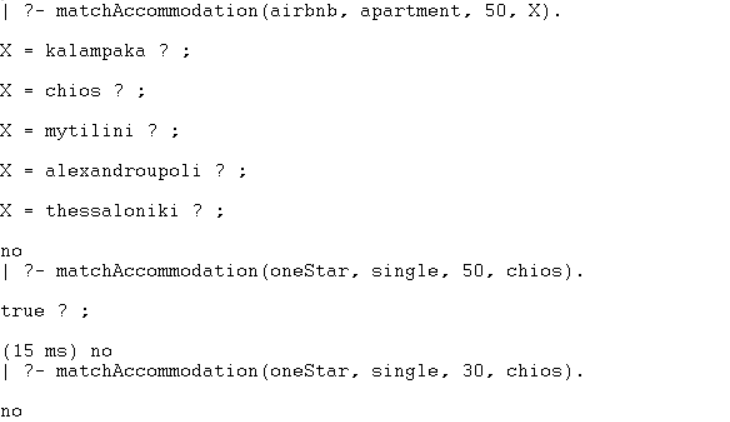 | ?- matchAccommodation(airbnb, apartment, 50, X).
X = kalampaka ? ;
X = chios ? ;
X = mytilini ? ;
X = alexandroupoli ? ;
X = thessaloniki ? ;
no
| ?- matchAccommodation(oneStar, single, 50, chios).
true ? ;
(15 ms) no
| ?- matchAccommodation(oneStar, single, 30, chios).
no